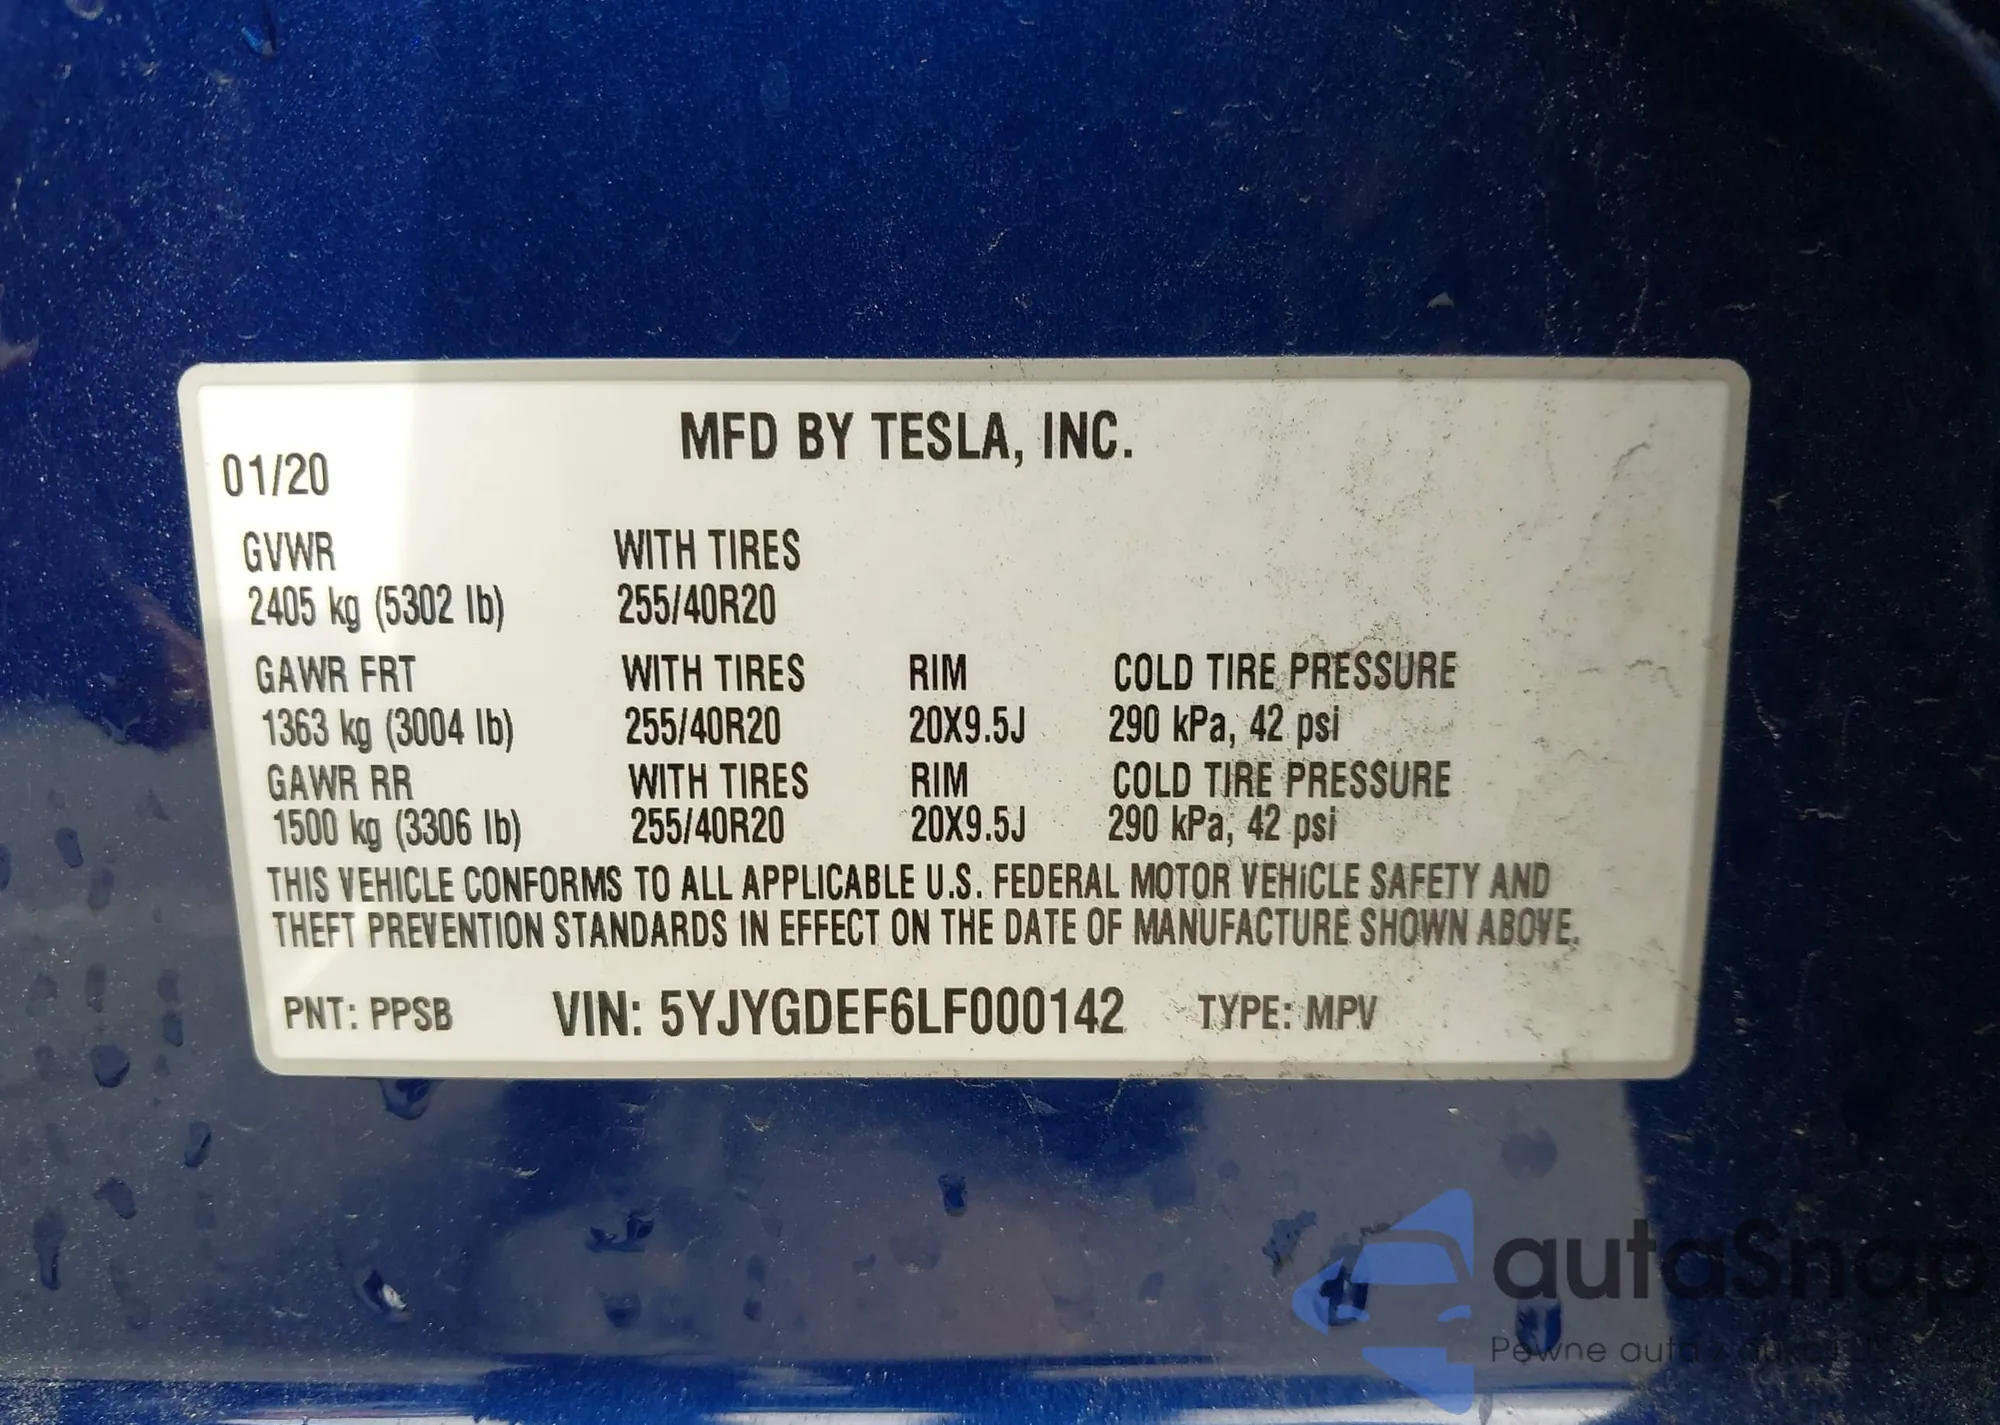 MFD BY TESLA, INC.
01/20
GVWR WITH TIRES
2405 kg (5302 lb) 255/40R20
GAWR FRT WITH TIRES RIM COLD TIRE PRESSURE
1363 kg (3004 lb) 255/40R20 20X9.5J 290 kPa, 42 psi
GAWR RR WITH TIRES RIM COLD TIRE PRESSURE
1500 kg (3306 lb) 255/40R20 20X9.5J 290 kPa, 42 psi
THIS VEHICLE CONFORMS TO ALL APPLICABLE U.S. FEDERAL MOTOR VEHICLE SAFETY AND
THEFT PREVENTION STANDARDS IN EFFECT ON THE DATE OF MANUFACTURE SHOWN ABOVE.
PNT: PPSB VIN: 5YJYGDEF6LF000142 TYPE: MPV
autaSnap
Pewne auta z